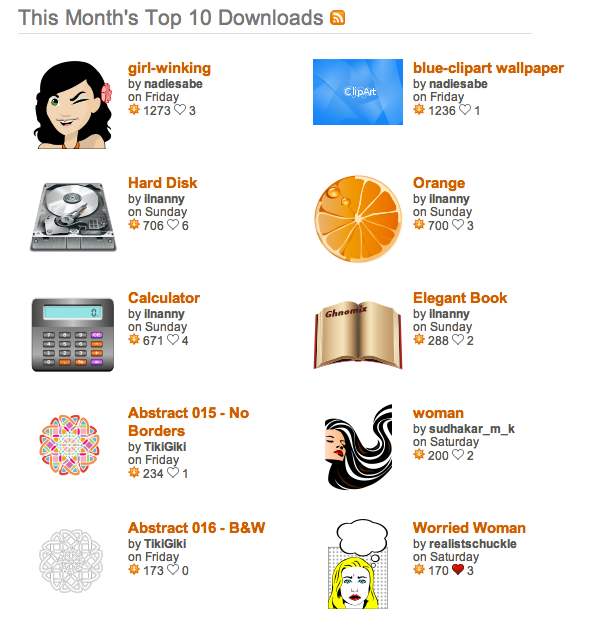 This Month's Top 10 Downloads
girl-winking
by nadiesabe
on Friday
1273 3
blue-clipart wallpaper
by nadiesabe
on Friday
1236 1
ClipArt
Hard Disk
by ilnanny
on Sunday
706 6
Orange
by ilnanny
on Sunday
700 3
Calculator
by ilnanny
on Sunday
671 4
Elegant Book
by ilnanny
on Sunday
288 2
Ghnomix
Abstract 015 - No
Borders
by TikiGiki
on Friday
234 1
woman
by sudhakar_m_k
on Saturday
200 2
Abstract 016 - B&W
by TikiGiki
on Friday
173 0
Worried Woman
by realistschuckle
on Saturday
170 3